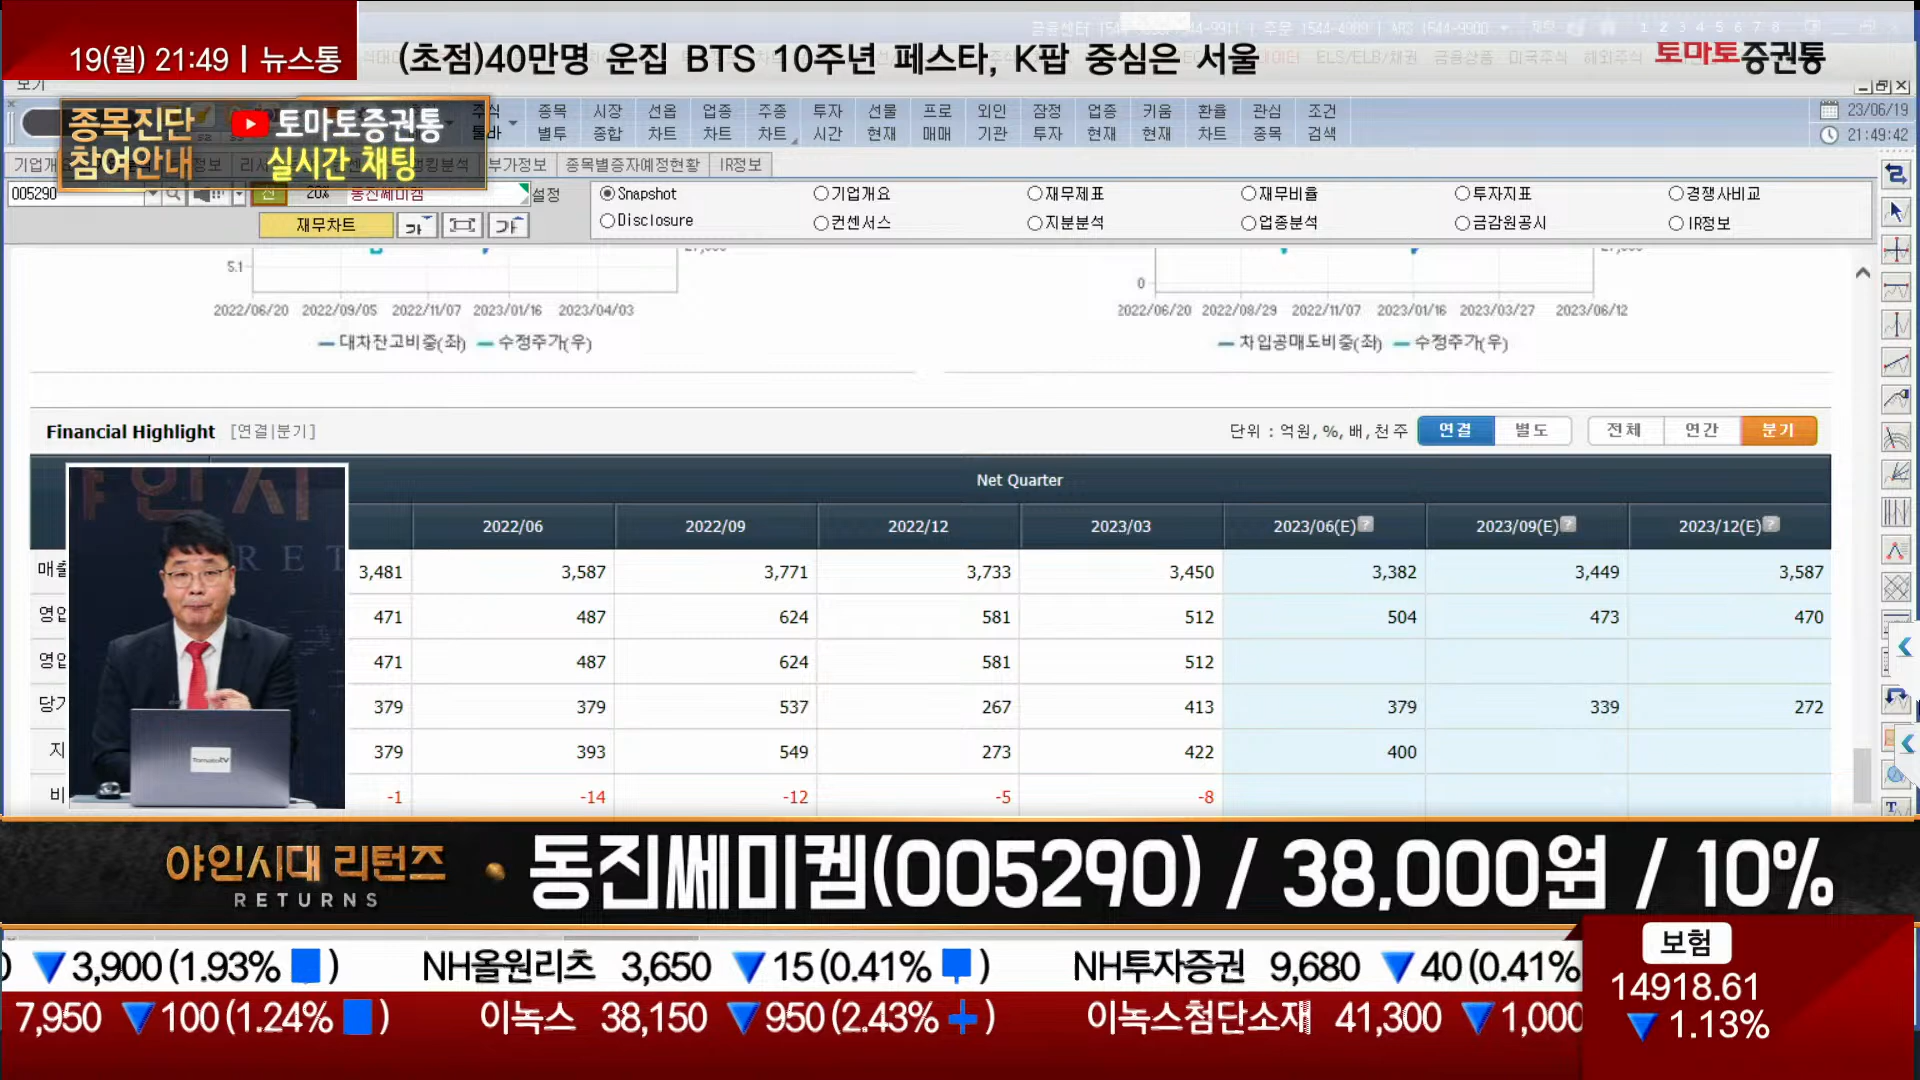 19(월) 21:49 | 뉴스통
(초점)40만명 운집 BTS 10주년 페스타, K팝 중심은 서울
토마토증권통
보기
종목진단
참여안내
토마토증권통
실시간 채팅
종목 시장 선옵 업종 주종 투자 선물 프로 외인 잠정 업종 키움 환율 관심 조건
별투 종합 차트 차트 차트 시간 현재 매매 기관 투자 현재 현재 차트 종목 검색
23/06/19
21:49:42
부가정보 종목별증자예정현황 IR정보
005290 신 20% 동진쎄미켐 설정
Snapshot 기업개요 재무제표 재무비율 투자지표 경쟁사비교
재무차트
Disclosure 컨센서스 지분분석 업종분석 금감원공시 IR정보
5.1
2022/06/20 2022/09/05 2022/11/07 2023/01/16 2023/04/03
대차잔고비중(좌) 수정주가(우)
0
2022/06/20 2022/08/29 2022/11/07 2023/01/16 2023/03/27 2023/06/12
차입공매도비중(좌) 수정주가(우)
Financial Highlight [연결|분기]
단위 : 억원, %, 배, 천주 연결 별도 전체 연간 분기
Net Quarter
2022/06 2022/09 2022/12 2023/03 2023/06(E) 2023/09(E) 2023/12(E)
3,481 3,587 3,771 3,733 3,450 3,382 3,449 3,587
471 487 624 581 512 504 473 470
471 487 624 581 512
379 379 537 267 413 379 339 272
379 393 549 273 422 400
-1 -14 -12 -5 -8
야인시대 리턴즈
RETURNS
동진쎄미켐(005290) / 38,000원 / 10%
▼3,900(1.93% ) NH올원리츠 3,650 ▼15(0.41% ) NH투자증권 9,680 ▼40(0.41%
7,950 ▼100(1.24% ) 이녹스 38,150 ▼950(2.43% ) 이녹스첨단소재 41,300 ▼1,000
보험
14918.61
▼1.13%